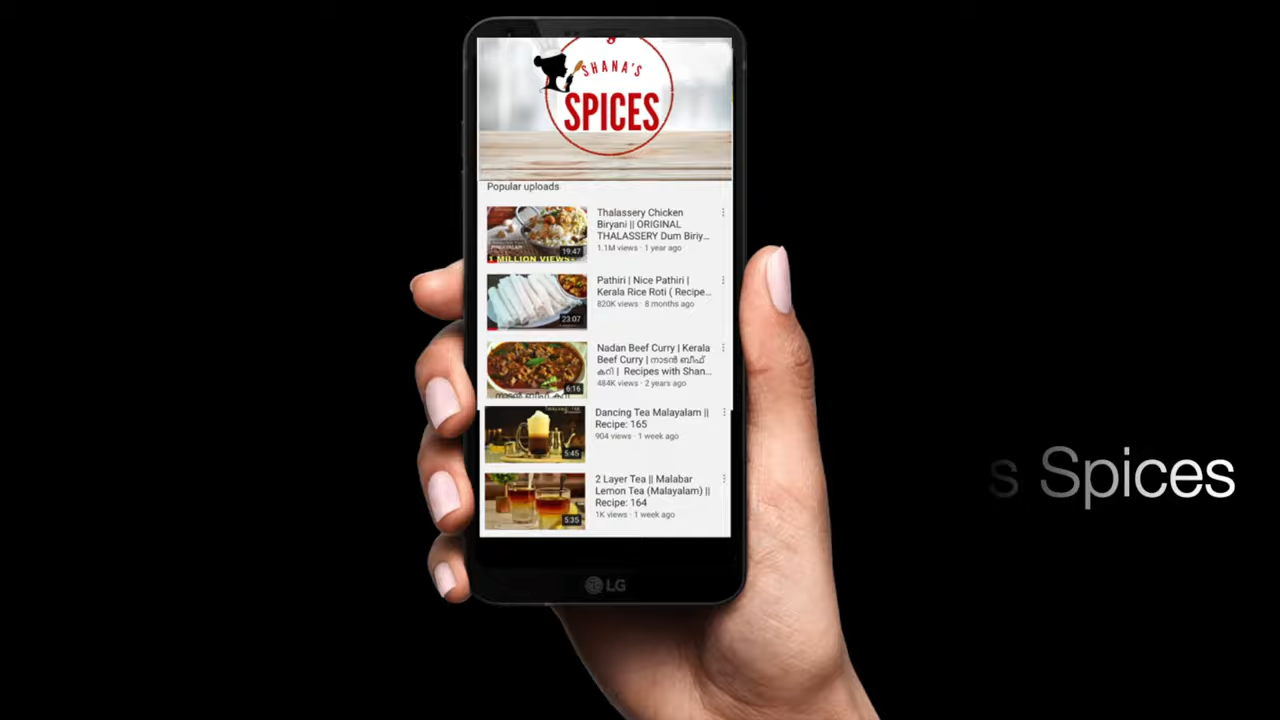 SHANA'S
SPICES
Popular uploads
Thalassery Chicken
Biryani || ORIGINAL
THALASSERY Dum Biriy...
1.1M views · 1 year ago
19:47
1 MILLION VIEWS
Pathiri | Nice Pathiri |
Kerala Rice Roti ( Recipe...
820K views · 8 months ago
23:07
Nadan Beef Curry | Kerala
Beef Curry | നാടൻ ബീഫ്
കറി | Recipes with Shan...
484K views · 2 years ago
6:16
Dancing Tea Malayalam ||
Recipe: 165
904 views · 1 week ago
5:45
2 Layer Tea || Malabar
Lemon Tea (Malayalam) ||
Recipe: 164
1K views · 1 week ago
5:35
s Spices
LG